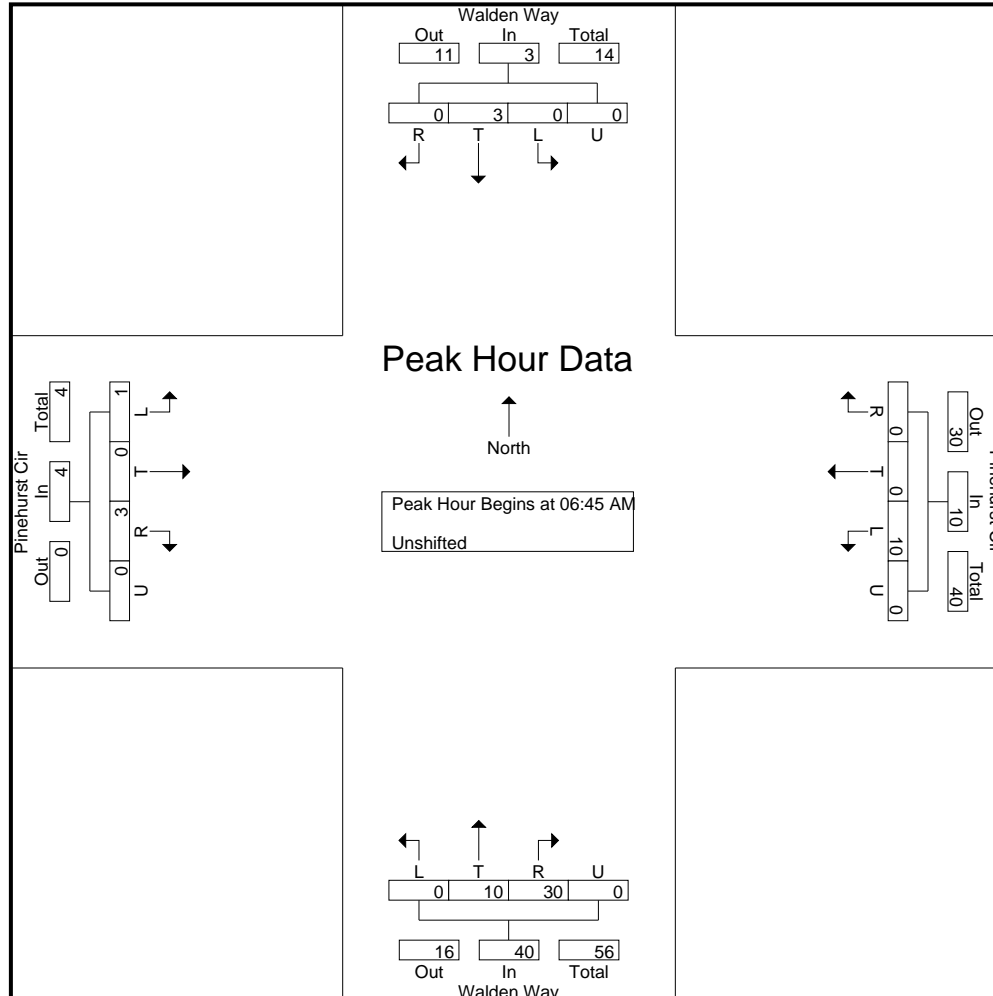 Walden Way
Out In Total
11 3 14
0 3 0 0
R T L U
Peak Hour Data
North
Peak Hour Begins at 06:45 AM
Unshifted
Pinehurst Cir
Total In Out
4 4 0
1 0 3 0
L T R U
Out In Total
30 10 40
0 0 10 0
R T L U
L T R U
0 10 30 0
16 40 56
Out In Total
Walden Way